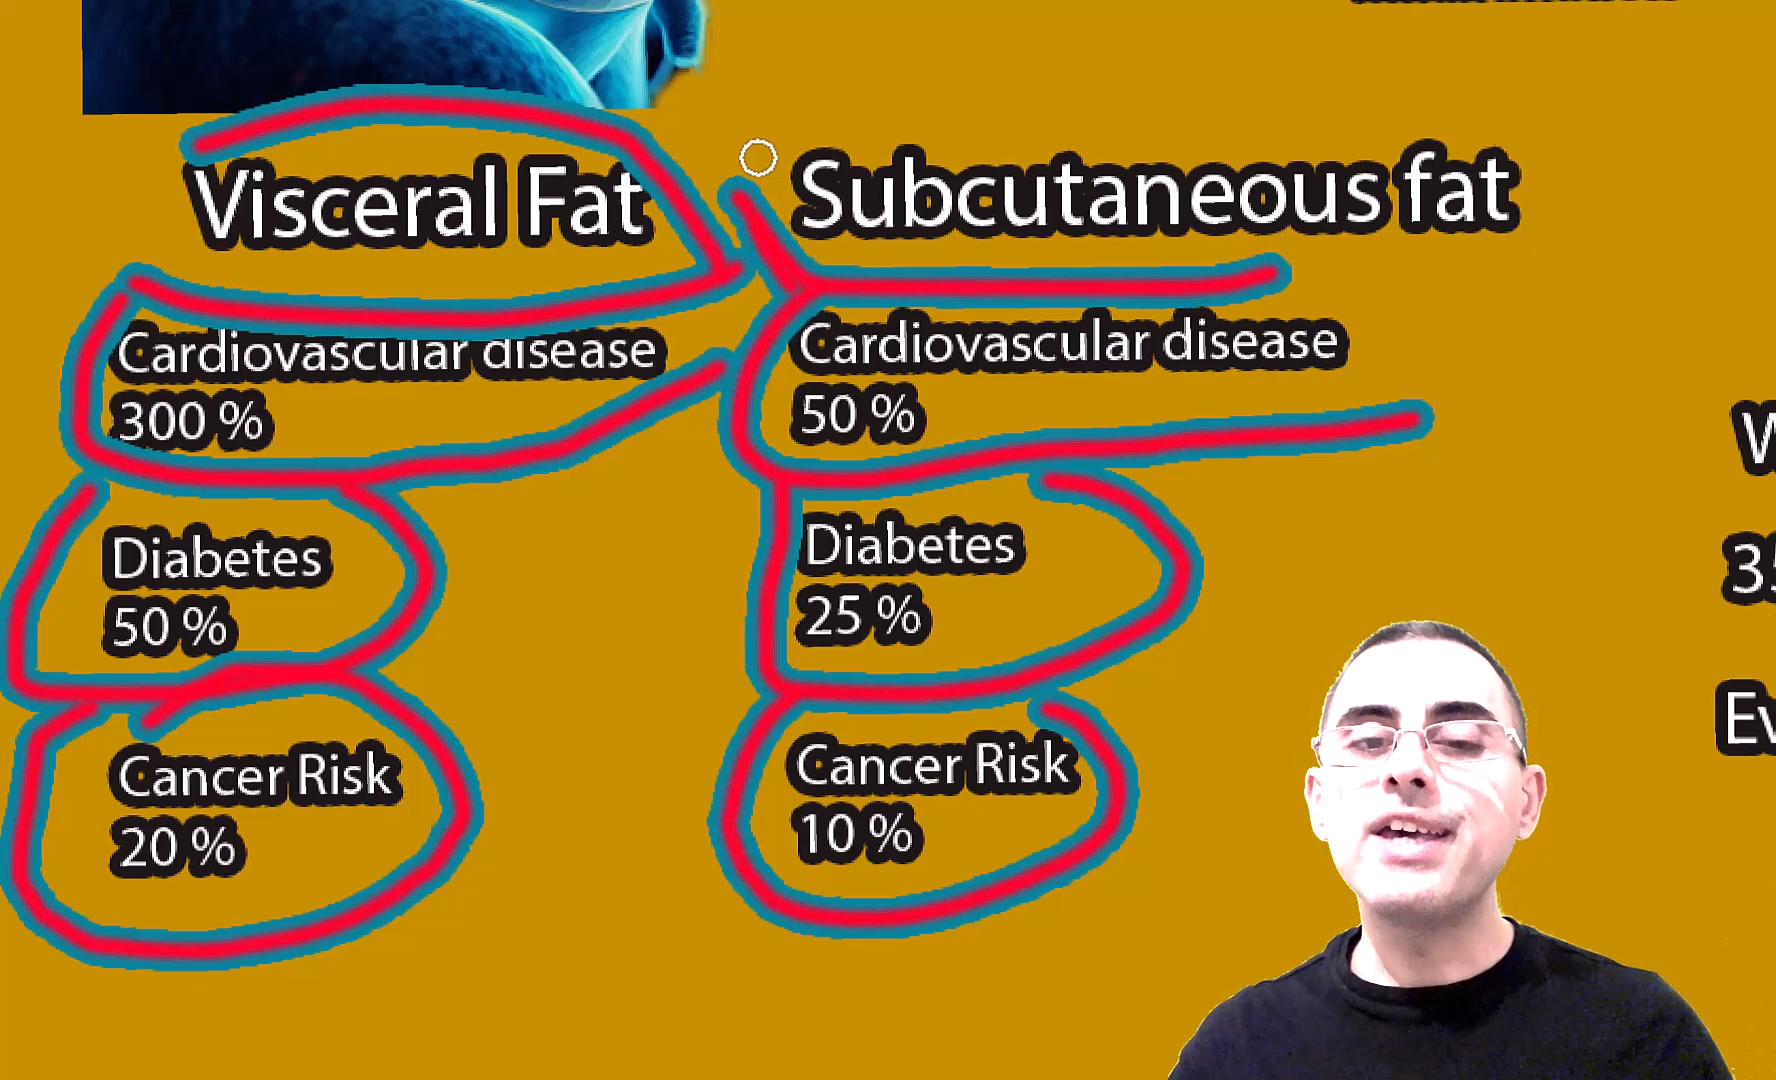 Visceral Fat
Cardiovascular disease
300 %
Diabetes
50 %
Cancer Risk
20 %
Subcutaneous fat
Cardiovascular disease
50 %
Diabetes
25 %
Cancer Risk
10 %